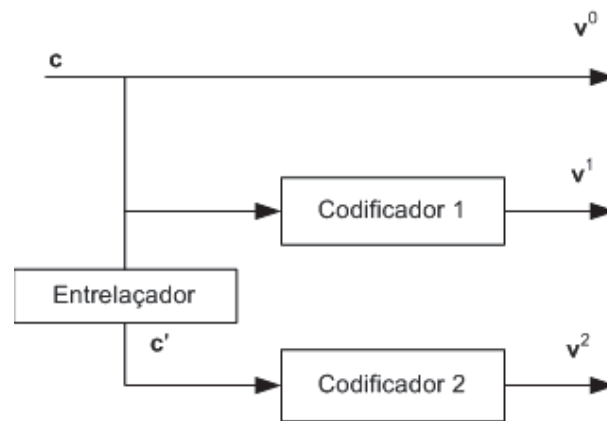 v⁰
c
v¹
Codificador 1
Entrelaçador
c'
v²
Codificador 2